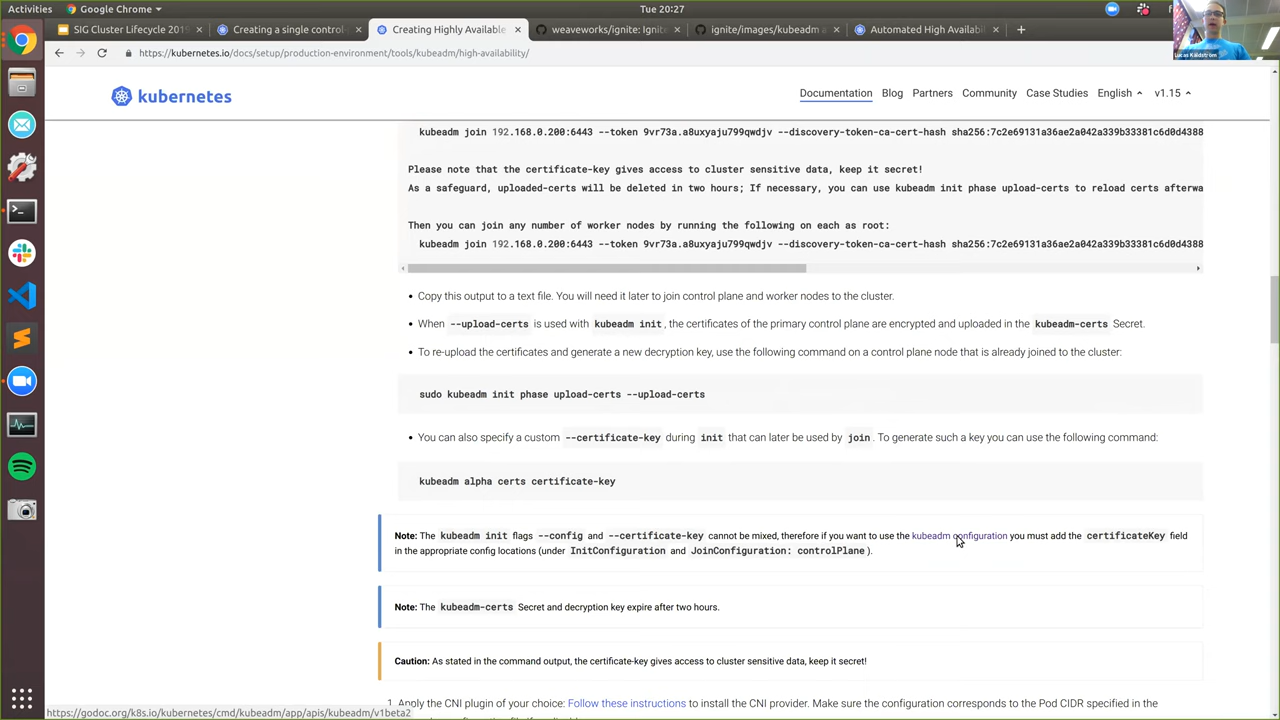 Activities
Google Chrome
Tue 20:27
SIG Cluster Lifecycle 2019
Creating a single control-
Creating Highly Available
weaveworks/ignite: Ignite
ignite/images/kubeadm a
Automated High Availabili
https://kubernetes.io/docs/setup/production-environment/tools/kubeadm/high-availability/
Lucas Käldström
kubernetes
Documentation
Blog
Partners
Community
Case Studies
English
v1.15
kubeadm join 192.168.0.200:6443 --token 9vr73a.a8uxyaju799qwdjv --discovery-token-ca-cert-hash sha256:7c2e69131a36ae2a042a339b33381c6d0d4388
Please note that the certificate-key gives access to cluster sensitive data, keep it secret!
As a safeguard, uploaded-certs will be deleted in two hours; If necessary, you can use kubeadm init phase upload-certs to reload certs afterwa
Then you can join any number of worker nodes by running the following on each as root:
kubeadm join 192.168.0.200:6443 --token 9vr73a.a8uxyaju799qwdjv --discovery-token-ca-cert-hash sha256:7c2e69131a36ae2a042a339b33381c6d0d4388
• Copy this output to a text file. You will need it later to join control plane and worker nodes to the cluster.
• When --upload-certs is used with kubeadm init, the certificates of the primary control plane are encrypted and uploaded in the kubeadm-certs Secret.
• To re-upload the certificates and generate a new decryption key, use the following command on a control plane node that is already joined to the cluster:
sudo kubeadm init phase upload-certs --upload-certs
• You can also specify a custom --certificate-key during init that can later be used by join. To generate such a key you can use the following command:
kubeadm alpha certs certificate-key
Note: The kubeadm init flags --config and --certificate-key cannot be mixed, therefore if you want to use the kubeadm configuration you must add the certificateKey field
in the appropriate config locations (under InitConfiguration and JoinConfiguration: controlPlane).
Note: The kubeadm-certs Secret and decryption key expire after two hours.
Caution: As stated in the command output, the certificate-key gives access to cluster sensitive data, keep it secret!
1. Apply the CNI plugin of your choice: Follow these instructions to install the CNI provider. Make sure the configuration corresponds to the Pod CIDR specified in the
https://godoc.org/k8s.io/kubernetes/cmd/kubeadm/app/apis/kubeadm/v1beta2